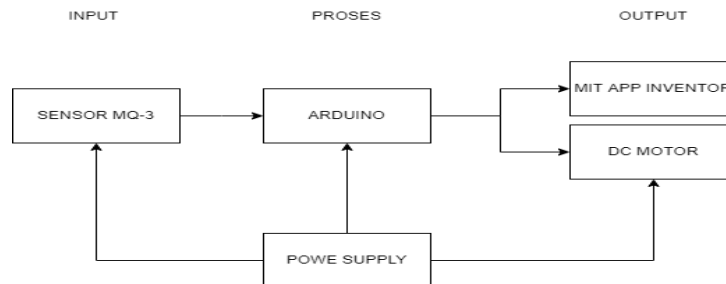 INPUT PROSES OUTPUT
MIT APP INVENTOR
SENSOR MQ-3 ARDUINO
DC MOTOR
POWE SUPPLY